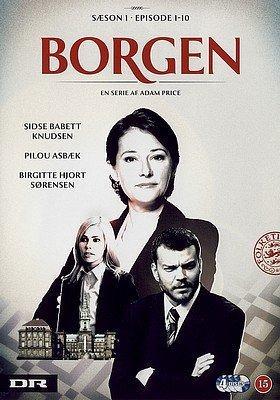 SÆSON 1 · EPISODE 1-10
BORGEN
EN SERIE AF ADAM PRICE
SIDSE BABETT
KNUDSEN
PILOU ASBÆK
BIRGITTE HJORT
SØRENSEN
DR
15